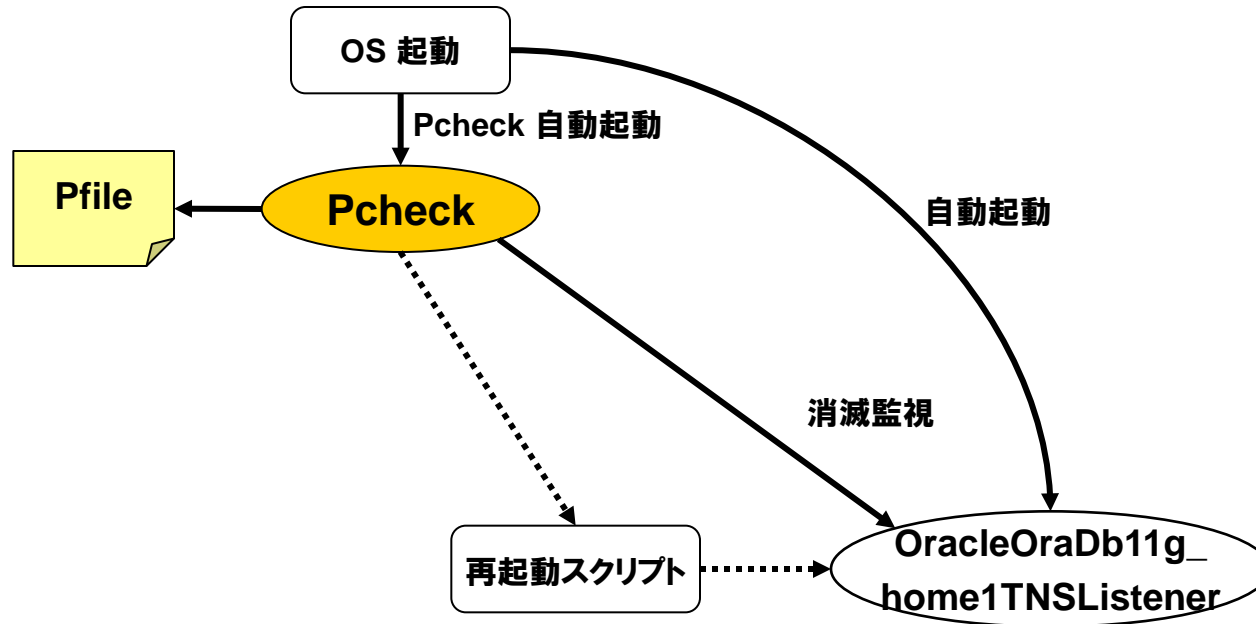 OS 起動
Pcheck 自動起動
Pfile
Pcheck
自動起動
消滅監視
再起動スクリプト
OracleOraDb11g_
home1TNSListener